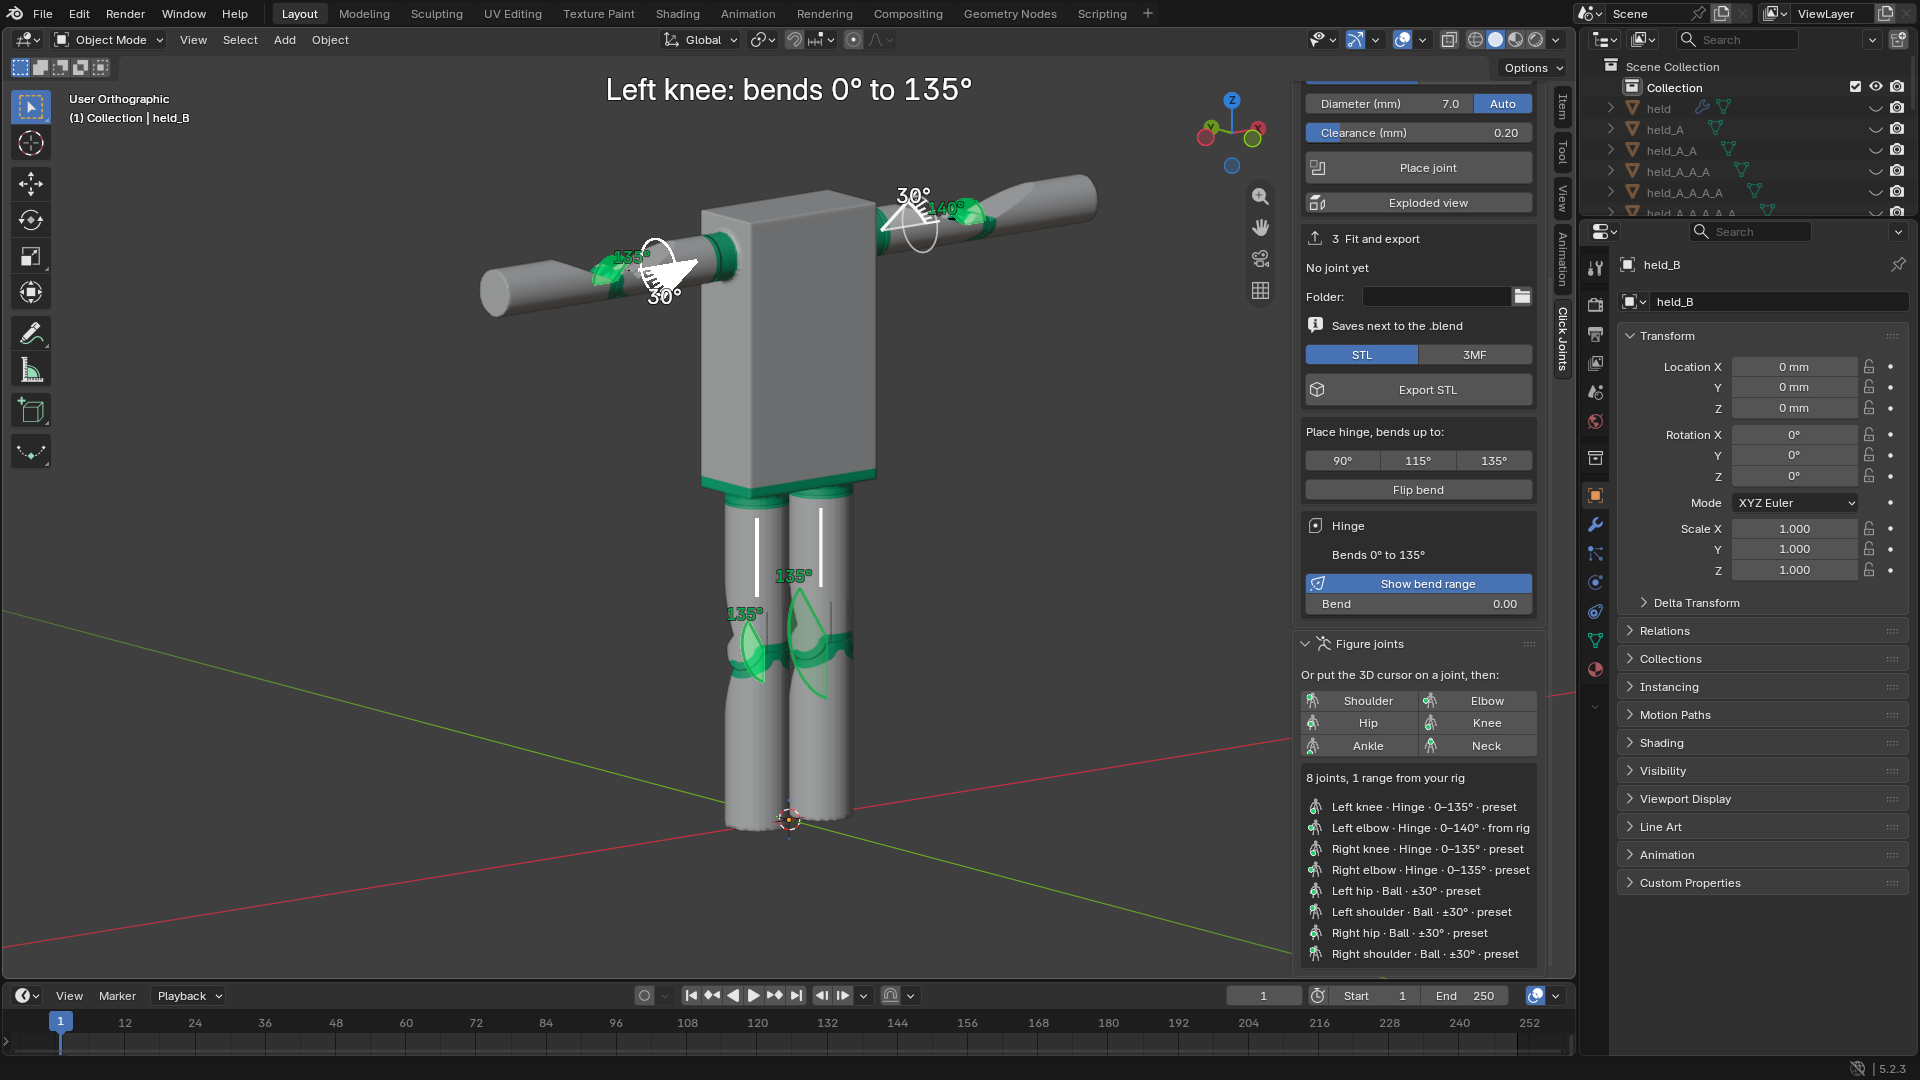 File Edit Render Window Help Layout Modeling Sculpting UV Editing Texture Paint Shading Animation Rendering Compositing Geometry Nodes Scripting
Scene ViewLayer
Object Mode View Select Add Object Global
Search
Options
Left knee: bends 0° to 135°
User Orthographic
(1) Collection | held_B
Z
30°
140°
135°
30°
135°
135°
Diameter (mm) 7.0 Auto
Clearance (mm) 0.20
Place joint
Exploded view
3 Fit and export
No joint yet
Folder:
Saves next to the .blend
STL 3MF
Export STL
Place hinge, bends up to:
90° 115° 135°
Flip bend
Hinge
Bends 0° to 135°
Show bend range
Bend 0.00
Figure joints
Or put the 3D cursor on a joint, then:
Shoulder Elbow
Hip Knee
Ankle Neck
8 joints, 1 range from your rig
Left knee · Hinge · 0–135° · preset
Left elbow · Hinge · 0–140° · from rig
Right knee · Hinge · 0–135° · preset
Right elbow · Hinge · 0–135° · preset
Left hip · Ball · ±30° · preset
Left shoulder · Ball · ±30° · preset
Right hip · Ball · ±30° · preset
Right shoulder · Ball · ±30° · preset
Item
Tool
View
Animation
Click Joints
Scene Collection
Collection
held
held_A
held_A_A
held_A_A_A
held_A_A_A_A
held_A_A_A_A_A
Search
held_B
held_B
Transform
Location X 0 mm
Y 0 mm
Z 0 mm
Rotation X 0°
Y 0°
Z 0°
Mode XYZ Euler
Scale X 1.000
Y 1.000
Z 1.000
Delta Transform
Relations
Collections
Instancing
Motion Paths
Shading
Visibility
Viewport Display
Line Art
Animation
Custom Properties
View Marker Playback
1 Start 1 End 250
1 12 24 36 48 60 72 84 96 108 120 132 144 156 168 180 192 204 216 228 240 252
5.2.3